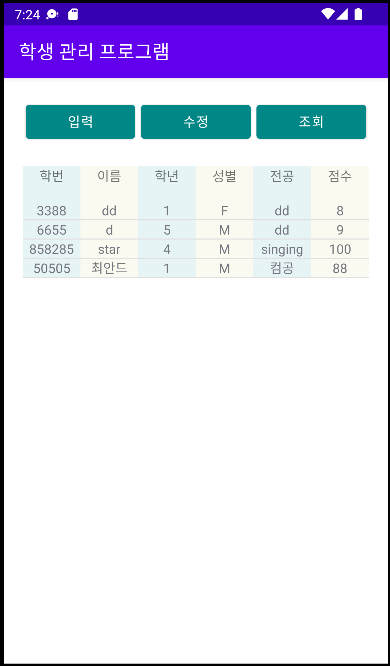 7:24
학생 관리 프로그램
입력 수정 조회
학번 이름 학년 성별 전공 점수
3388 dd 1 F dd 8
6655 d 5 M dd 9
858285 star 4 M singing 100
50505 최안드 1 M 컴공 88